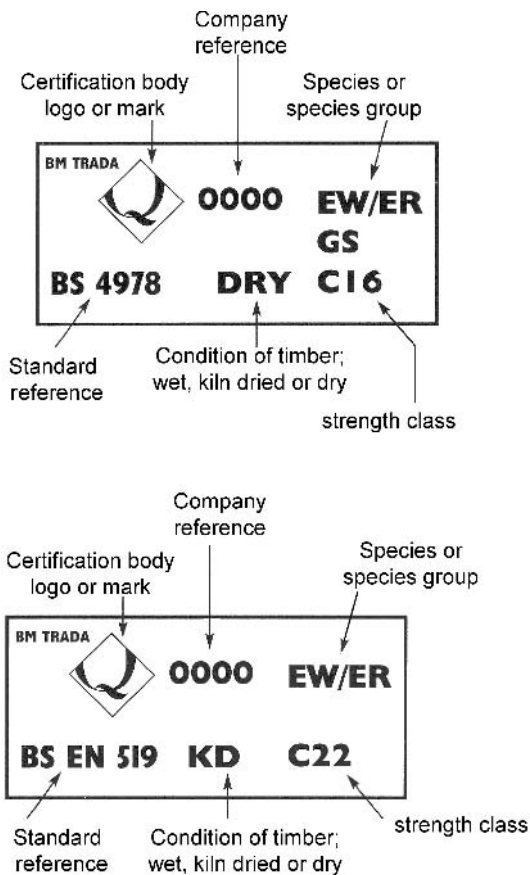 Company
reference
Certification body
logo or mark
Species or
species group
BM TRADA
Q
0000
EW/ER
GS
BS 4978
DRY
C16
Standard
reference
Condition of timber;
wet, kiln dried or dry
strength class
Company
reference
Certification body
logo or mark
Species or
species group
BM TRADA
Q
0000
EW/ER
BS EN 519
KD
C22
Standard
reference
Condition of timber;
wet, kiln dried or dry
strength class